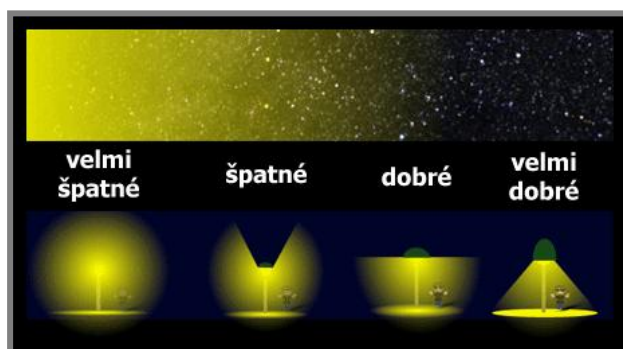 velmi
špatné
špatné
dobré
velmi
dobré